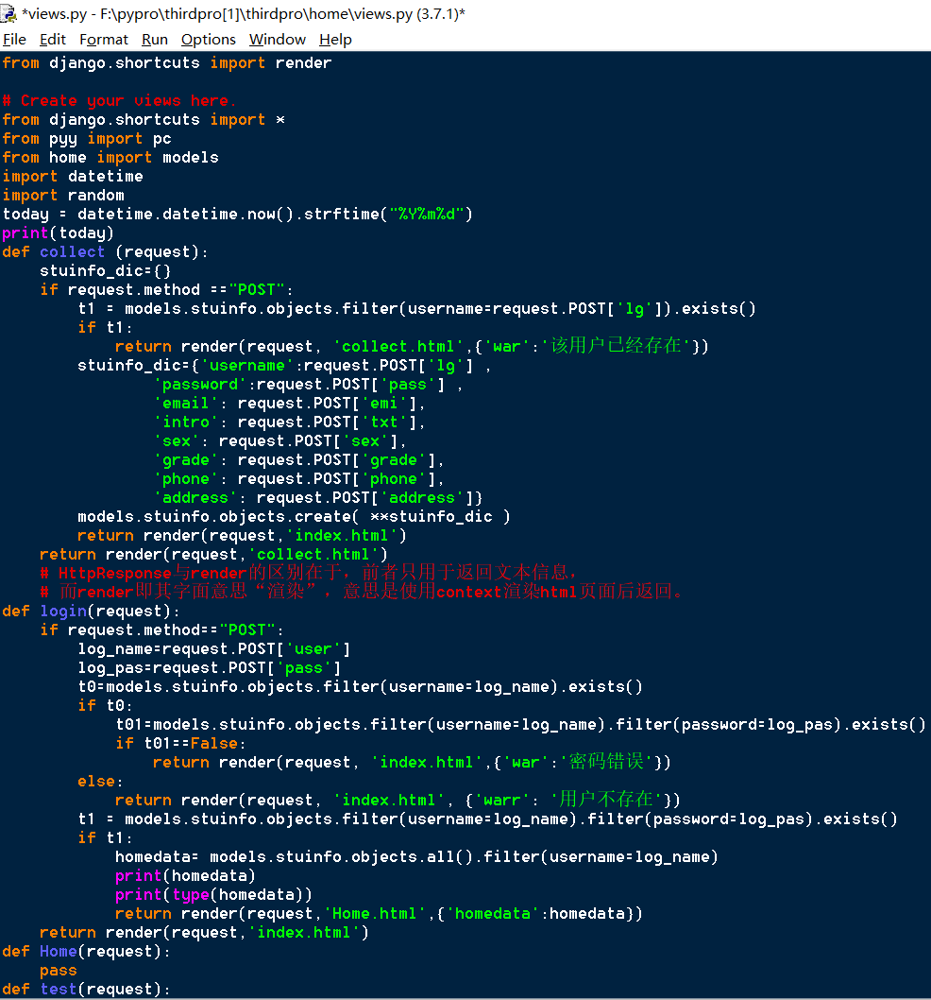 *views.py - F:\pypro\thirdpro[1]\thirdpro\home\views.py (3.7.1)*
File Edit Format Run Options Window Help
from django.shortcuts import render

# Create your views here.
from django.shortcuts import *
from pyy import pc
from home import models
import datetime
import random
today = datetime.datetime.now().strftime("%Y%m%d")
print(today)
def collect (request):
    stuinfo_dic={}
    if request.method =="POST":
        t1 = models.stuinfo.objects.filter(username=request.POST['lg']).exists()
        if t1:
            return render(request, 'collect.html',{'war':'该用户已经存在'})
        stuinfo_dic={'username':request.POST['lg'] ,
                'password':request.POST['pass'] ,
                'email': request.POST['emi'],
                'intro': request.POST['txt'],
                'sex': request.POST['sex'],
                'grade': request.POST['grade'],
                'phone': request.POST['phone'],
                'address': request.POST['address']}
        models.stuinfo.objects.create( **stuinfo_dic )
        return render(request,'index.html')
    return render(request,'collect.html')
    # HttpResponse与render的区别在于，前者只用于返回文本信息，
    # 而render即其字面意思“渲染”，意思是使用context渲染html页面后返回。
def login(request):
    if request.method=="POST":
        log_name=request.POST['user']
        log_pas=request.POST['pass']
        t0=models.stuinfo.objects.filter(username=log_name).exists()
        if t0:
            t01=models.stuinfo.objects.filter(username=log_name).filter(password=log_pas).exists()
            if t01==False:
                return render(request, 'index.html',{'war':'密码错误'})
        else:
            return render(request, 'index.html', {'warr': '用户不存在'})
        t1 = models.stuinfo.objects.filter(username=log_name).filter(password=log_pas).exists()
        if t1:
            homedata= models.stuinfo.objects.all().filter(username=log_name)
            print(homedata)
            print(type(homedata))
            return render(request,'Home.html',{'homedata':homedata})
    return render(request,'index.html')
def Home(request):
    pass
def test(request):